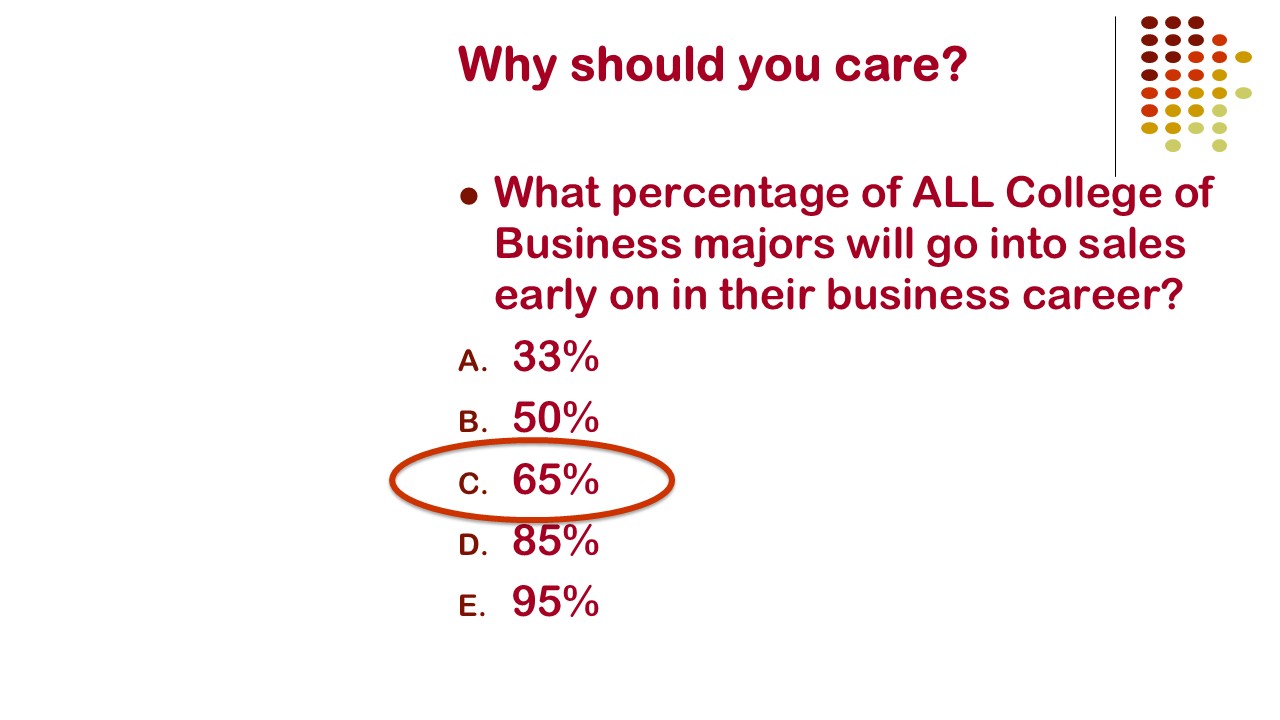 Why should you care?
What percentage of ALL College of
Business majors will go into sales
early on in their business career?
A. 33%
B. 50%
C. 65%
D. 85%
E. 95%